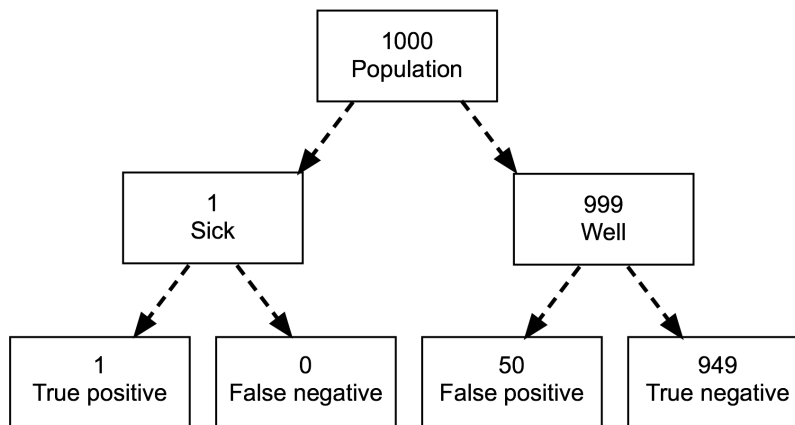 1000
Population
1
Sick
999
Well
1
True positive
0
False negative
50
False positive
949
True negative